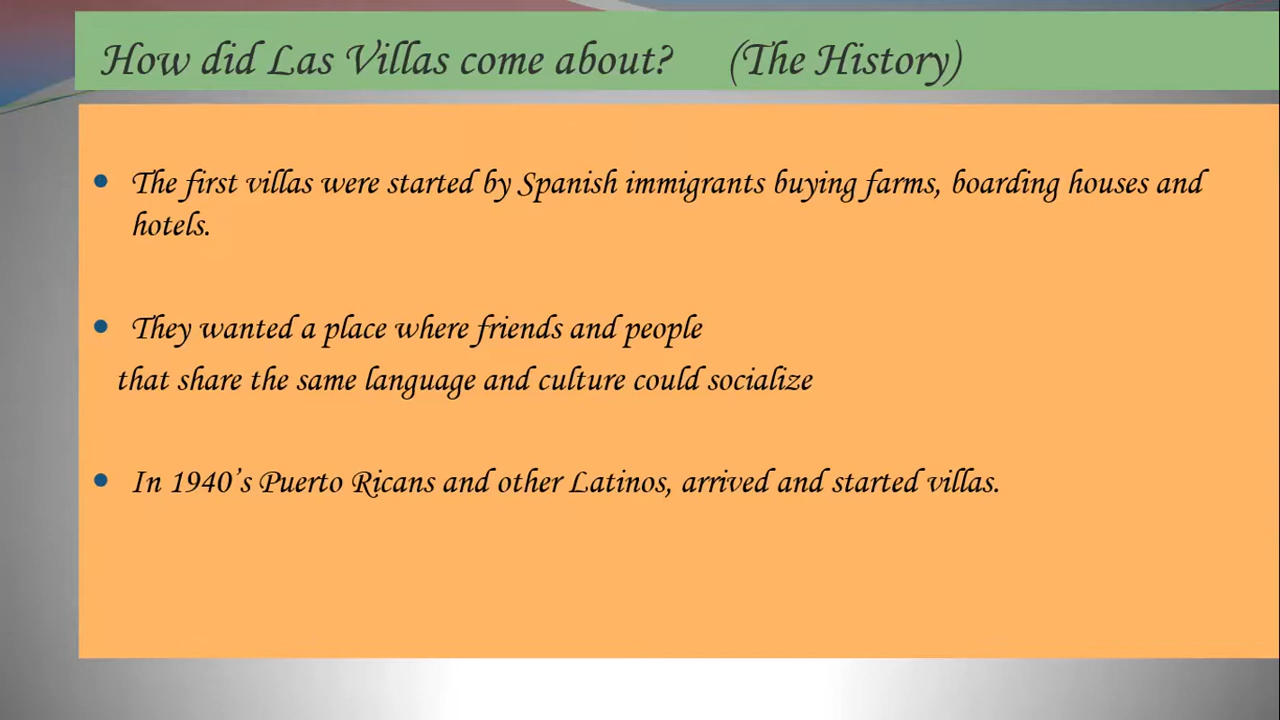 How did Las Villas come about? (The History)
• The first villas were started by Spanish immigrants buying farms, boarding houses and
hotels.
• They wanted a place where friends and people
that share the same language and culture could socialize
• In 1940’s Puerto Ricans and other Latinos, arrived and started villas.